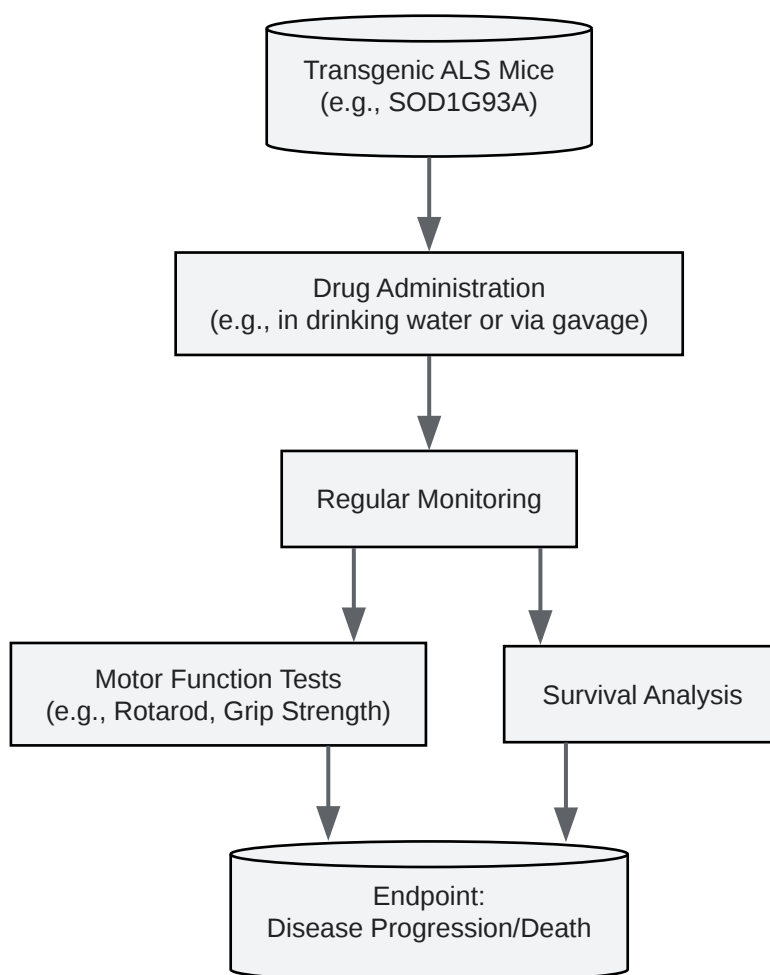 Transgenic ALS Mice
(e.g., SOD1G93A)
Drug Administration
(e.g., in drinking water or via gavage)
Regular Monitoring
Motor Function Tests
(e.g., Rotarod, Grip Strength)
Survival Analysis
Endpoint:
Disease Progression/Death